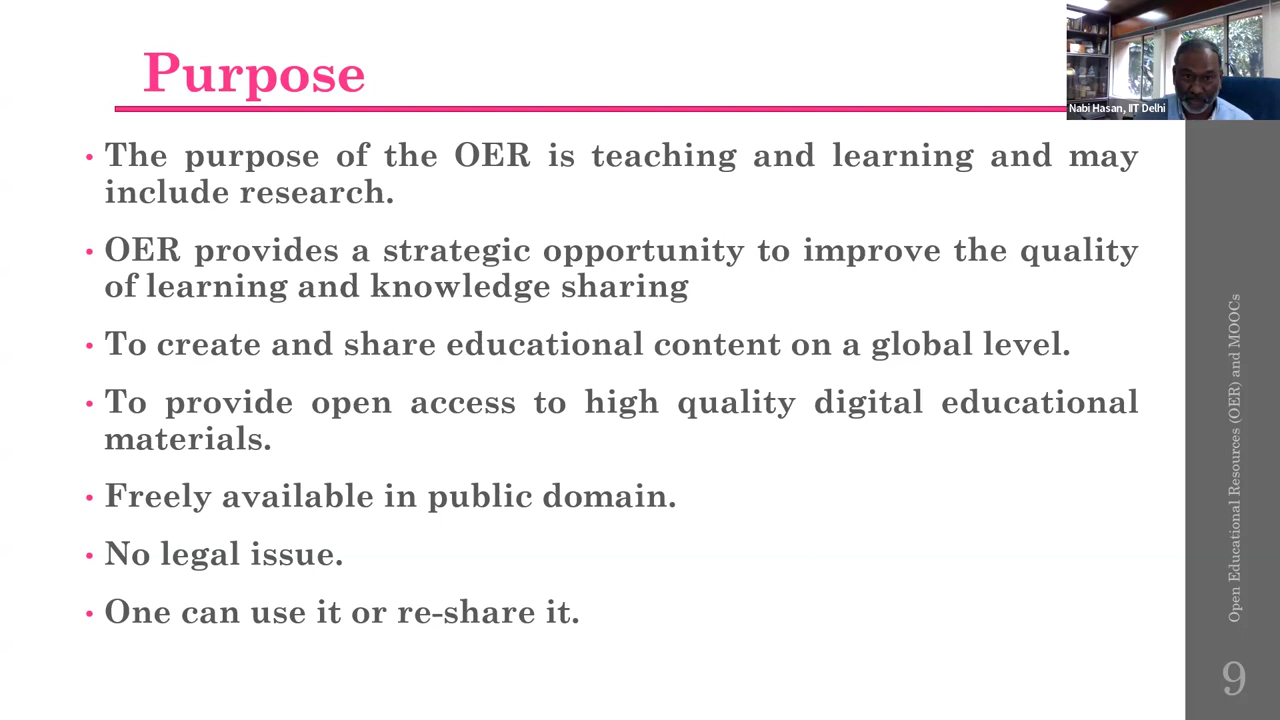 Purpose
Nabi Hasan, IIT Delhi
• The purpose of the OER is teaching and learning and may
include research.
• OER provides a strategic opportunity to improve the quality
of learning and knowledge sharing
• To create and share educational content on a global level.
• To provide open access to high quality digital educational
materials.
• Freely available in public domain.
• No legal issue.
• One can use it or re-share it.
Open Educational Resources (OER) and MOOCs
9